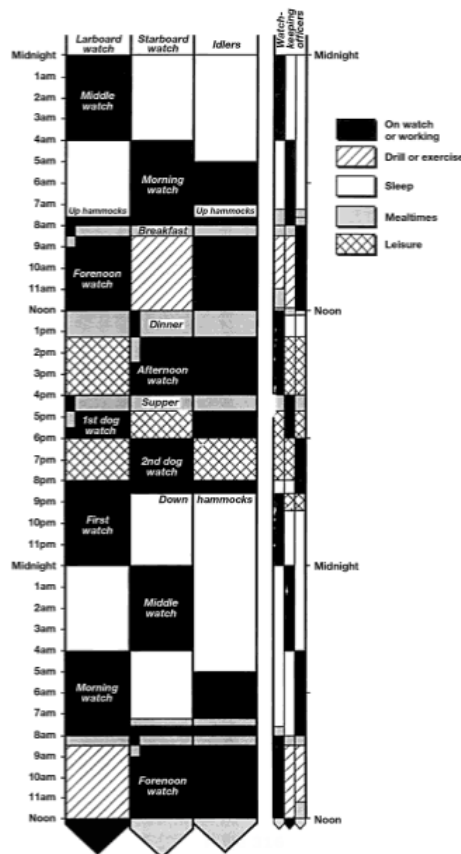 Larboard watch
Starboard watch
Idlers
Watch-keeping officers
Midnight
Midnight
1am
2am
Middle watch
3am
4am
5am
6am
Morning watch
7am
Up hammocks
Up hammocks
8am
Breakfast
9am
10am
Forenoon watch
11am
Noon
Noon
1pm
Dinner
2pm
3pm
Afternoon watch
4pm
Supper
5pm
1st dog watch
6pm
7pm
2nd dog watch
8pm
9pm
Down hammocks
10pm
First watch
11pm
Midnight
Midnight
1am
2am
Middle watch
3am
4am
5am
6am
Morning watch
7am
8am
9am
10am
Forenoon watch
11am
Noon
Noon
On watch or working
Drill or exercise
Sleep
Mealtimes
Leisure